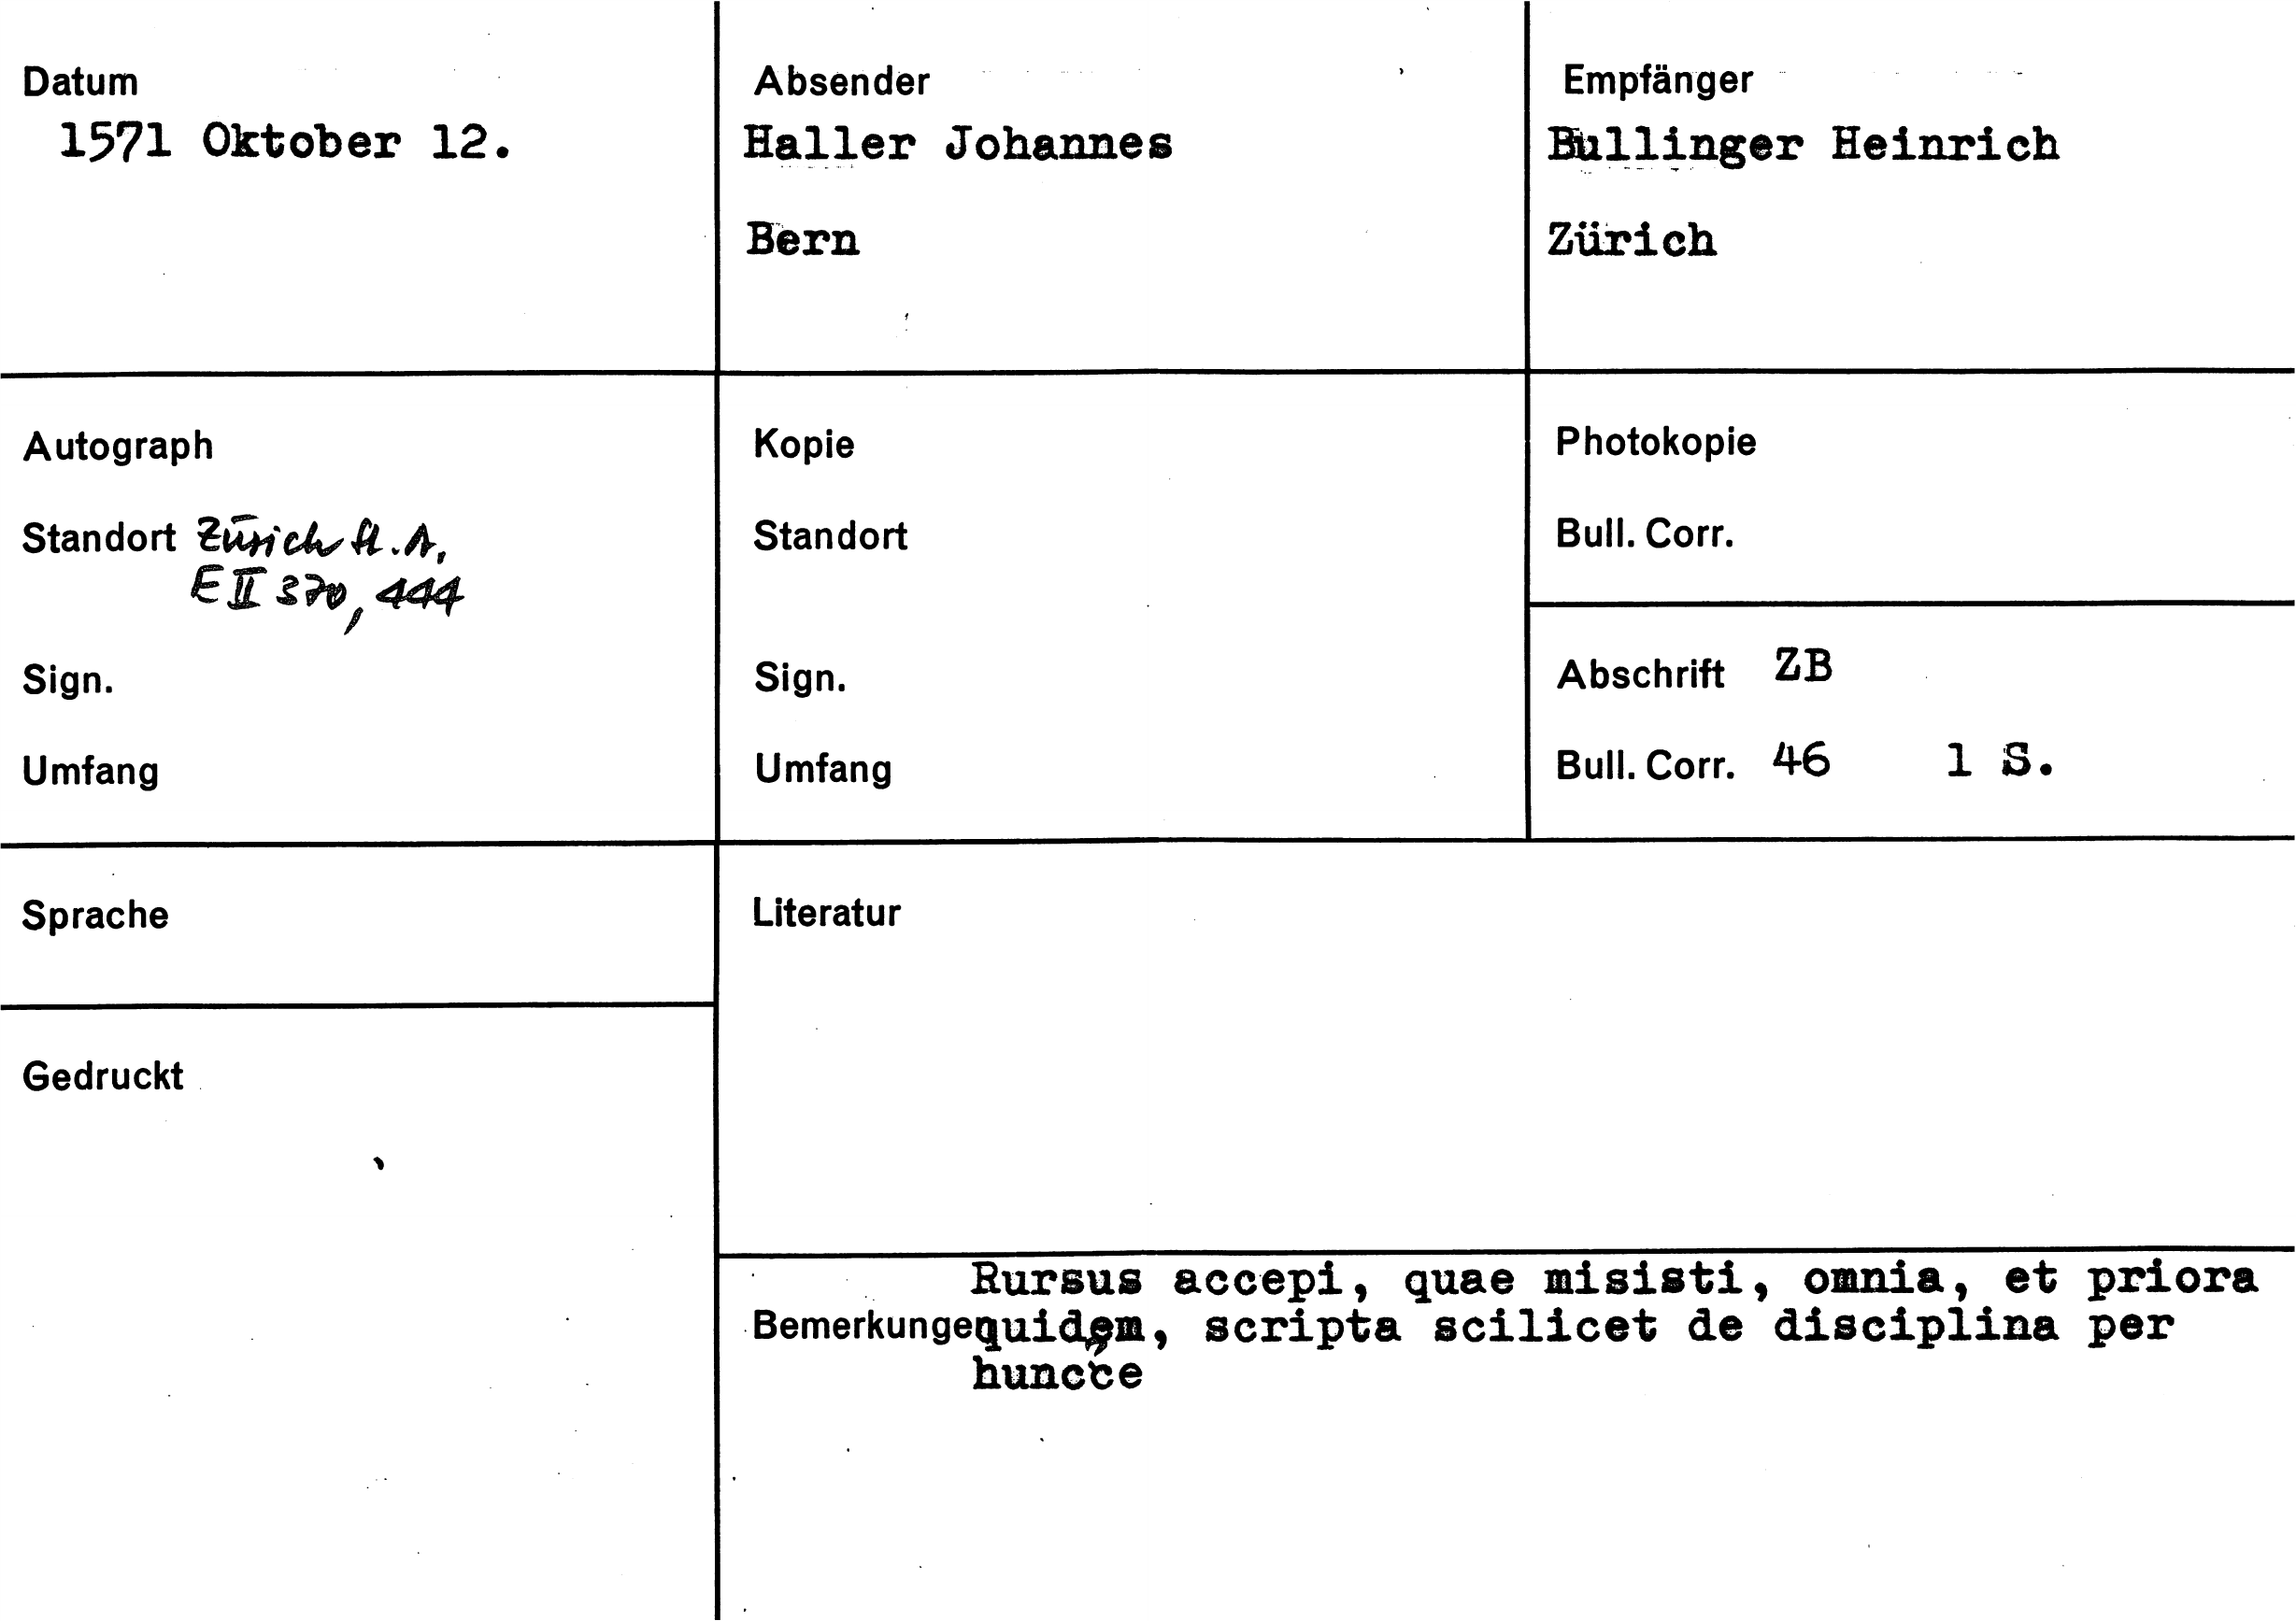 Datum
1571 Oktober 12.
Absender
Haller Johannes
Bern
Empfänger
Bullinger Heinrich
Zürich
Autograph
Standort Zürich St.A.
E II 370, 444
Sign.
Umfang
Kopie
Standort
Sign.
Umfang
Photokopie
Bull. Corr.
Abschrift ZB
Bull. Corr. 46 1 S.
Sprache
Gedruckt
Literatur
Rursus accepi, quae misisti, omnia, et priora
Bemerkunge quidem, scripta scilicet de disciplina per
huncce